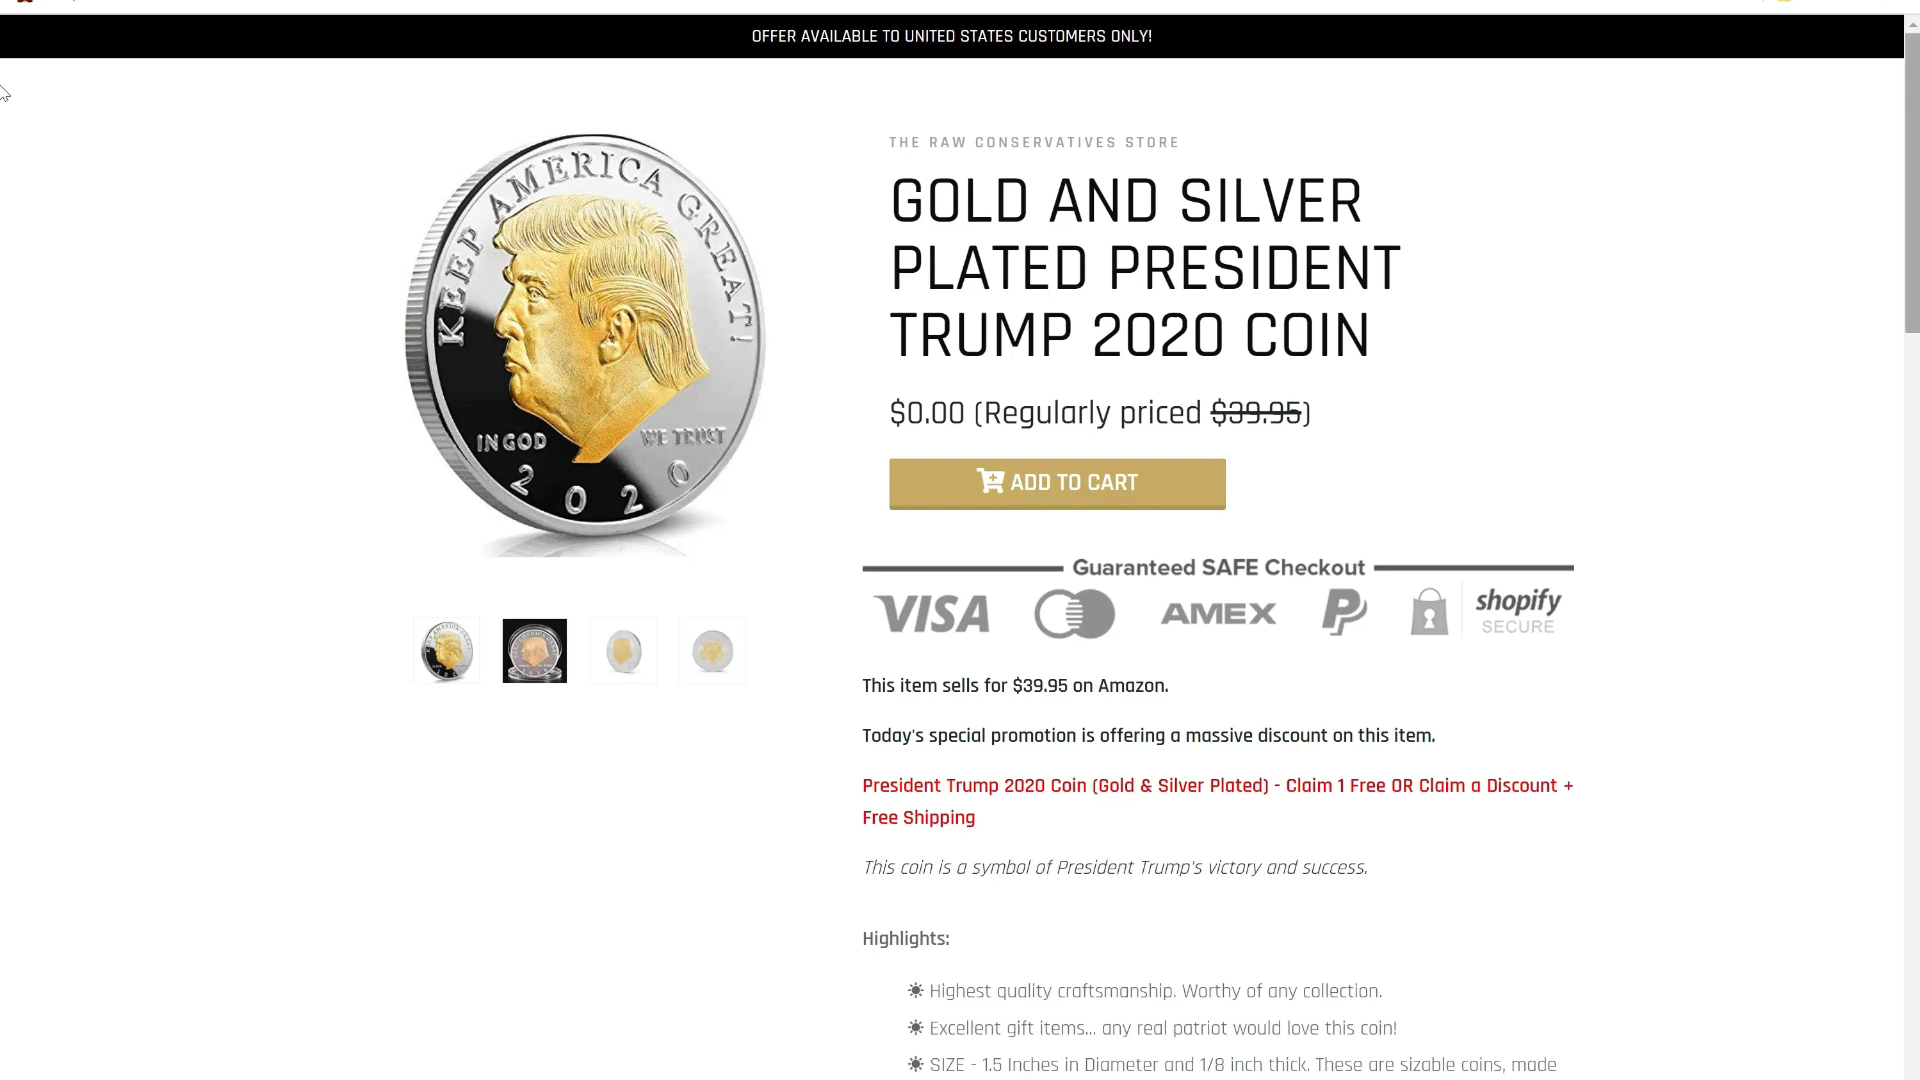 OFFER AVAILABLE TO UNITED STATES CUSTOMERS ONLY!
KEEP AMERICA GREAT!
IN GOD WE TRUST
2020
THE RAW CONSERVATIVES STORE
GOLD AND SILVER
PLATED PRESIDENT
TRUMP 2020 COIN
$0.00 (Regularly priced $39.95)
ADD TO CART
Guaranteed SAFE Checkout
VISA AMEX shopify
SECURE
This item sells for $39.95 on Amazon.
Today's special promotion is offering a massive discount on this item.
President Trump 2020 Coin (Gold & Silver Plated) - Claim 1 Free OR Claim a Discount +
Free Shipping
This coin is a symbol of President Trump's victory and success.
Highlights:
Highest quality craftsmanship. Worthy of any collection.
Excellent gift items... any real patriot would love this coin!
SIZE - 1.5 Inches in Diameter and 1/8 inch thick. These are sizable coins, made